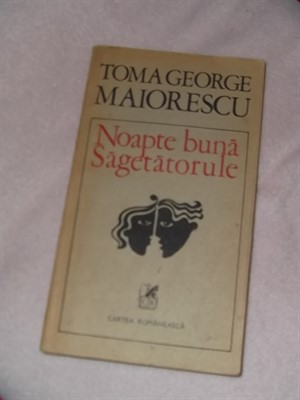 TOMA GEORGE
MAIORESCU
Noapte bună
Săgetătorule
CARTEA ROMÂNEASCĂ